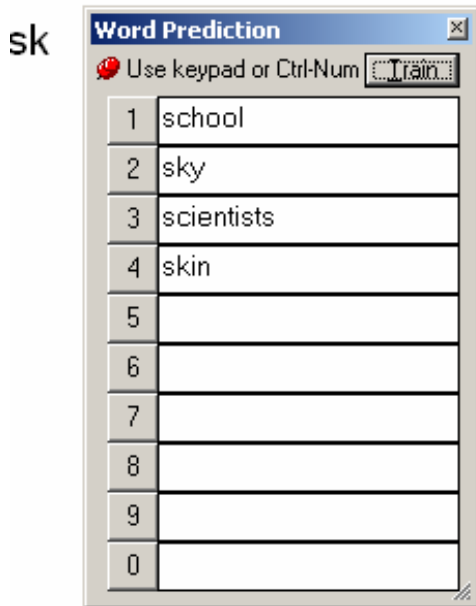 sk
Word Prediction
Use keypad or Ctrl-Num Train
1 school
2 sky
3 scientists
4 skin
5
6
7
8
9
0